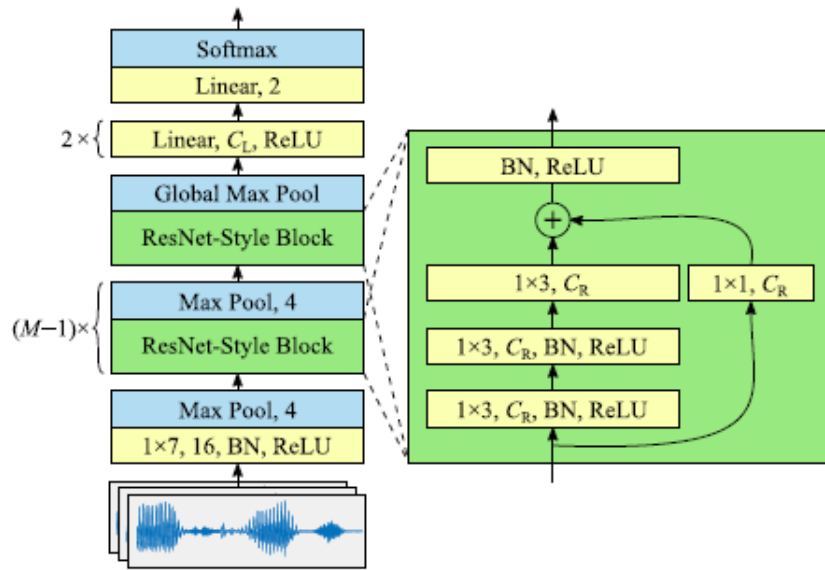 Softmax
Linear, 2
2 ×
Linear, C_L, ReLU
Global Max Pool
ResNet-Style Block
(M−1)×
Max Pool, 4
ResNet-Style Block
Max Pool, 4
1×7, 16, BN, ReLU
BN, ReLU
+
1×3, C_R
1×1, C_R
1×3, C_R, BN, ReLU
1×3, C_R, BN, ReLU